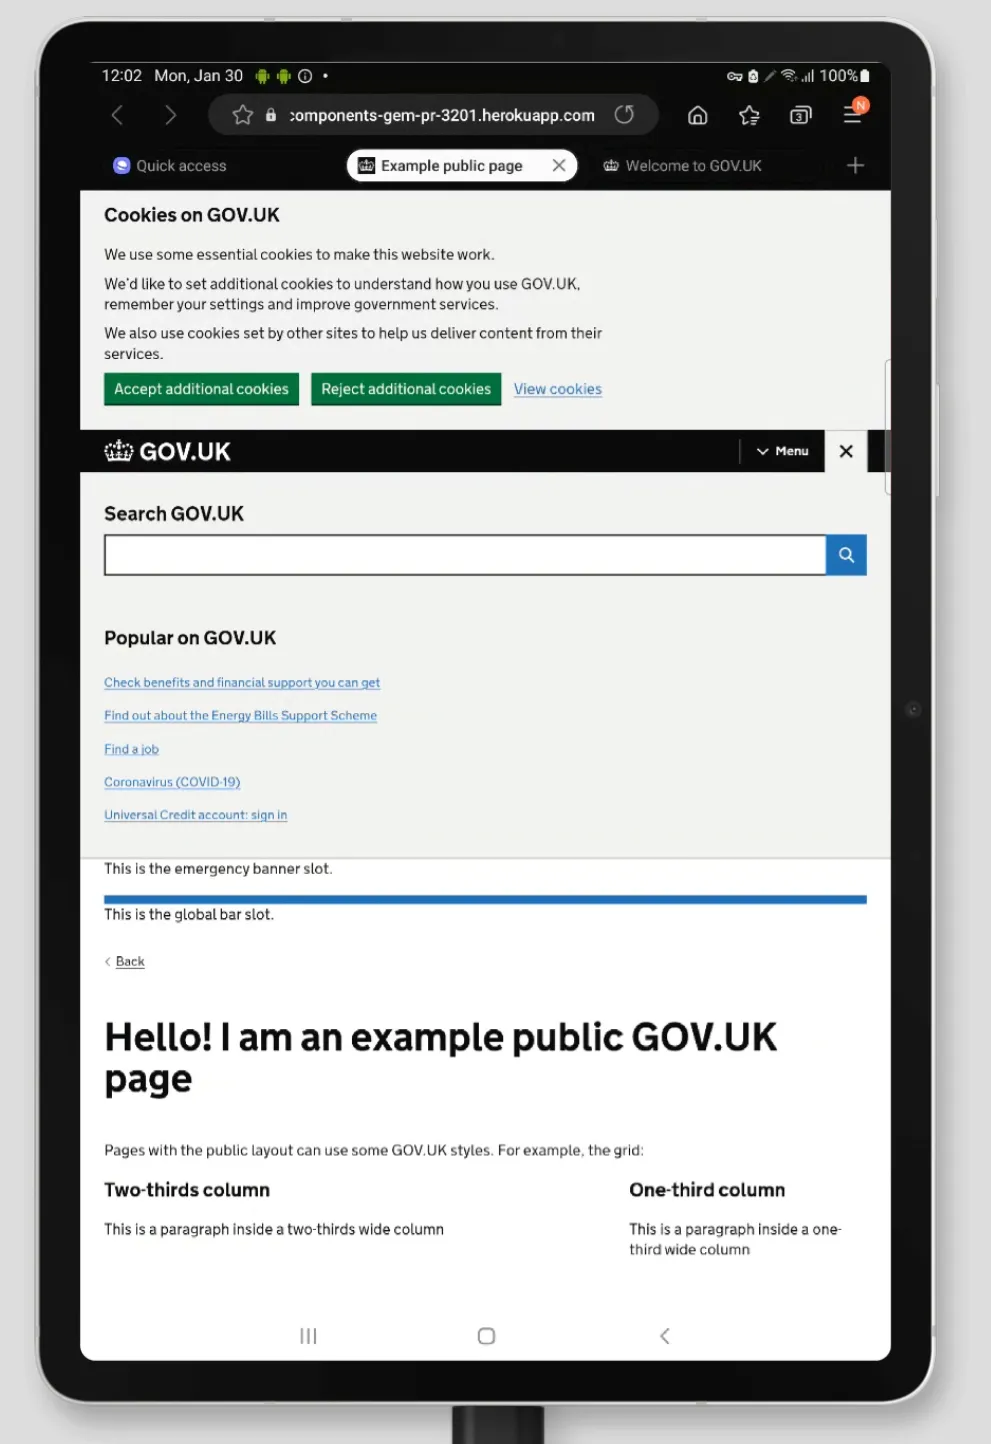 12:02 Mon, Jan 30 100%
components-gem-pr-3201.herokuapp.com 3 N
Quick access Example public page Welcome to GOV.UK
Cookies on GOV.UK
We use some essential cookies to make this website work.
We'd like to set additional cookies to understand how you use GOV.UK,
remember your settings and improve government services.
We also use cookies set by other sites to help us deliver content from their
services.
Accept additional cookies Reject additional cookies View cookies
GOV.UK Menu
Search GOV.UK
Popular on GOV.UK
Check benefits and financial support you can get
Find out about the Energy Bills Support Scheme
Find a job
Coronavirus (COVID-19)
Universal Credit account: sign in
This is the emergency banner slot.
This is the global bar slot.
Back
Hello! I am an example public GOV.UK
page
Pages with the public layout can use some GOV.UK styles. For example, the grid:
Two-thirds column One-third column
This is a paragraph inside a two-thirds wide column This is a paragraph inside a one-
third wide column